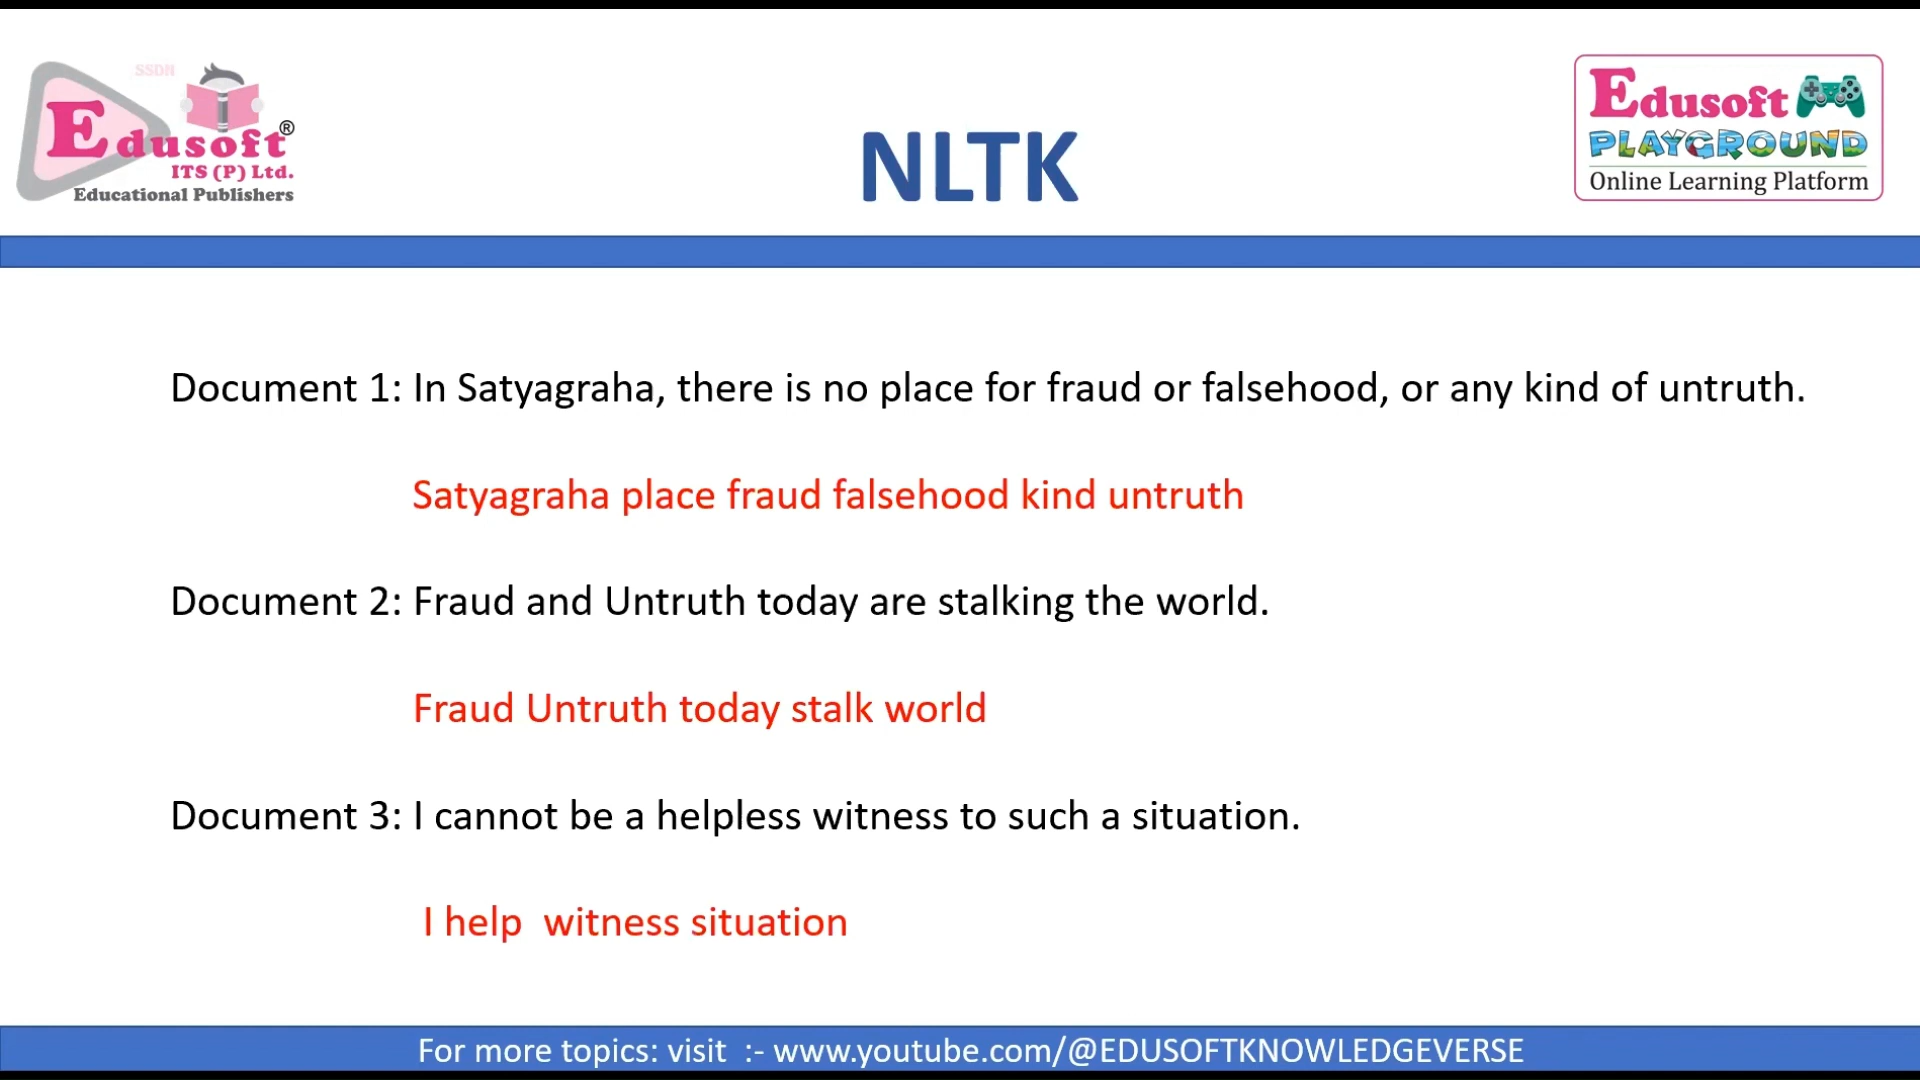 SSDN
Edusoft®
ITS (P) Ltd.
Educational Publishers
NLTK
Edusoft
PLAYGROUND
Online Learning Platform
Document 1: In Satyagraha, there is no place for fraud or falsehood, or any kind of untruth.
Satyagraha place fraud falsehood kind untruth
Document 2: Fraud and Untruth today are stalking the world.
Fraud Untruth today stalk world
Document 3: I cannot be a helpless witness to such a situation.
I help  witness situation
For more topics: visit  :- www.youtube.com/@EDUSOFTKNOWLEDGEVERSE